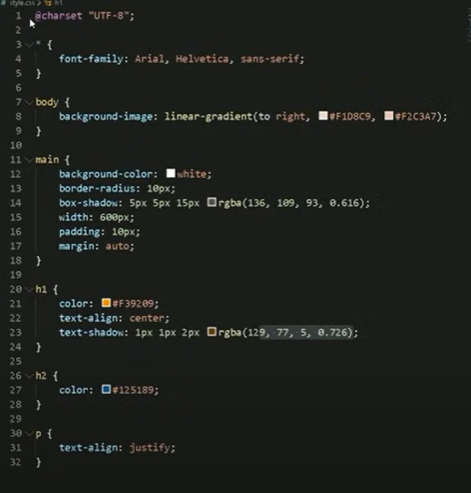 style.css > h1
1 @charset "UTF-8";
2
3 * {
4 font-family: Arial, Helvetica, sans-serif;
5 }
6
7 body {
8 background-image: linear-gradient(to right, #F1D8C9, #F2C3A7);
9 }
10
11 main {
12 background-color: white;
13 border-radius: 10px;
14 box-shadow: 5px 5px 15px rgba(136, 109, 93, 0.616);
15 width: 600px;
16 padding: 10px;
17 margin: auto;
18 }
19
20 h1 {
21 color: #F39209;
22 text-align: center;
23 text-shadow: 1px 1px 2px rgba(129, 77, 5, 0.726);
24 }
25
26 h2 {
27 color: #125189;
28 }
29
30 p {
31 text-align: justify;
32 }